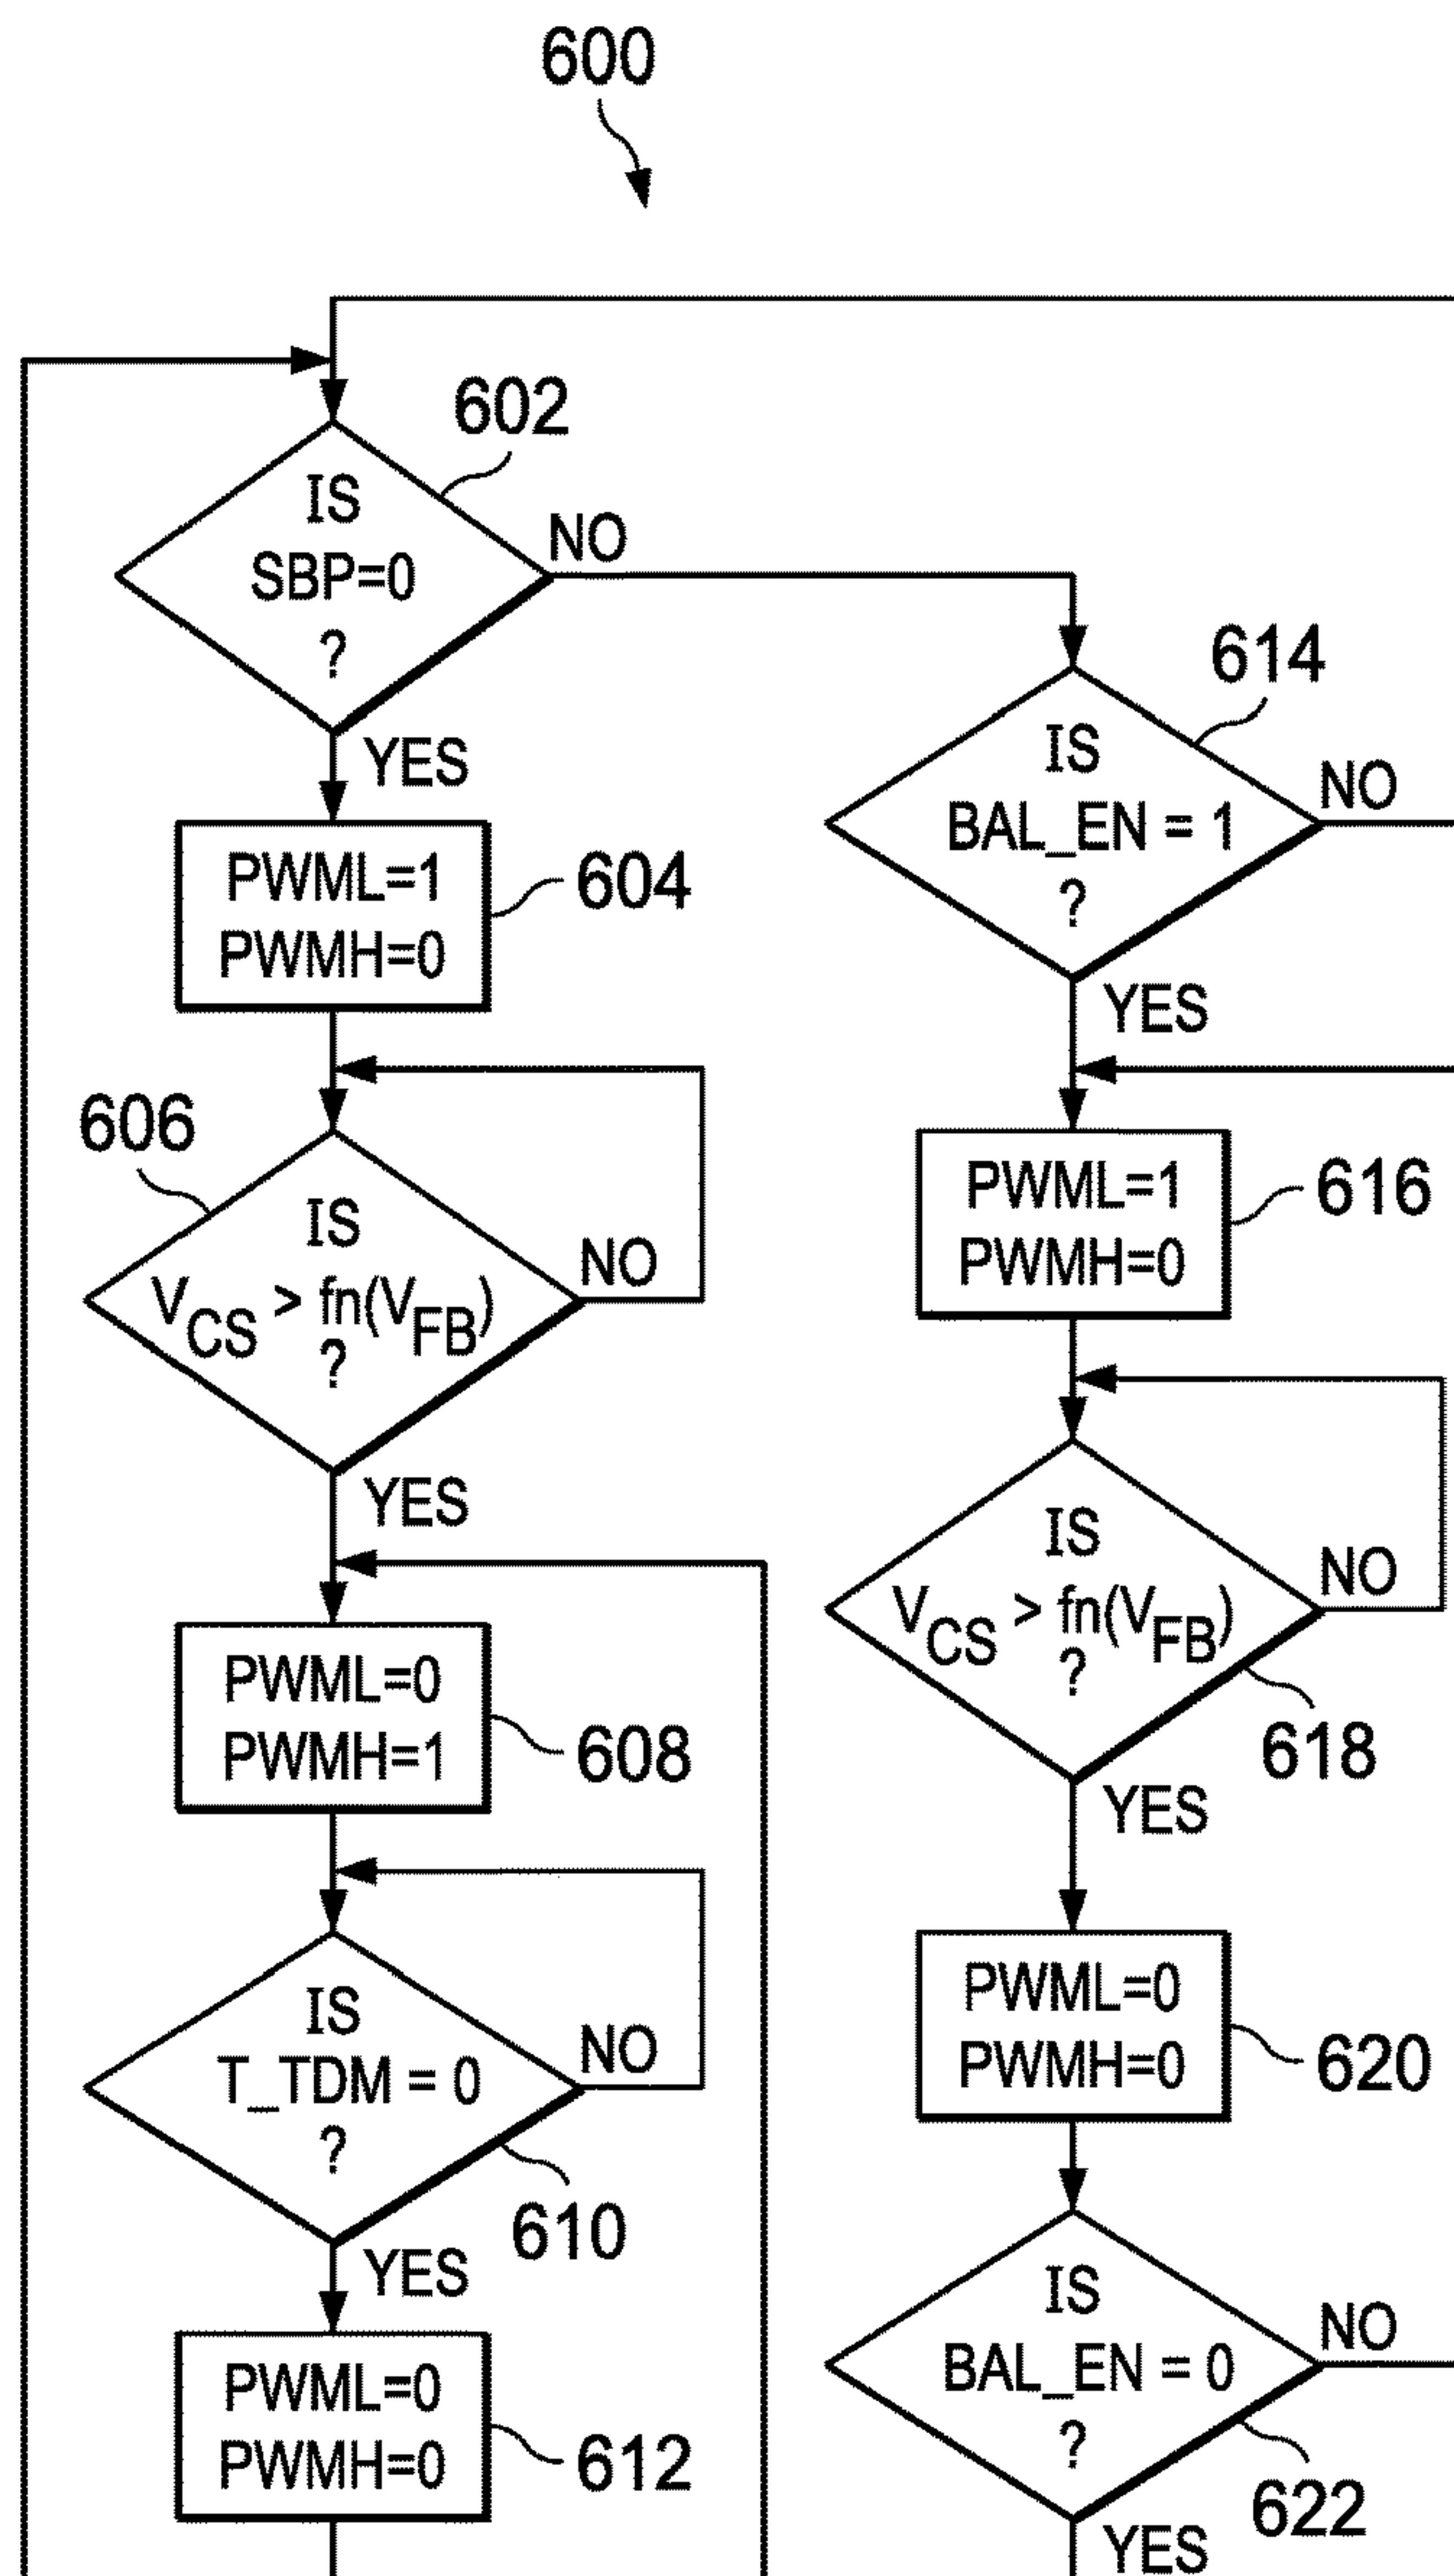 600
602
IS
SBP=0
?
NO
YES
604
PWML=1
PWMH=0
606
IS
VCS > fn(VFB)
?
NO
YES
608
PWML=0
PWMH=1
IS
T_TDM = 0
?
NO
610
YES
612
PWML=0
PWMH=0
614
IS
BAL_EN = 1
?
NO
YES
616
PWML=1
PWMH=0
IS
VCS > fn(VFB)
?
NO
618
YES
620
PWML=0
PWMH=0
IS
BAL_EN = 0
?
NO
622
YES